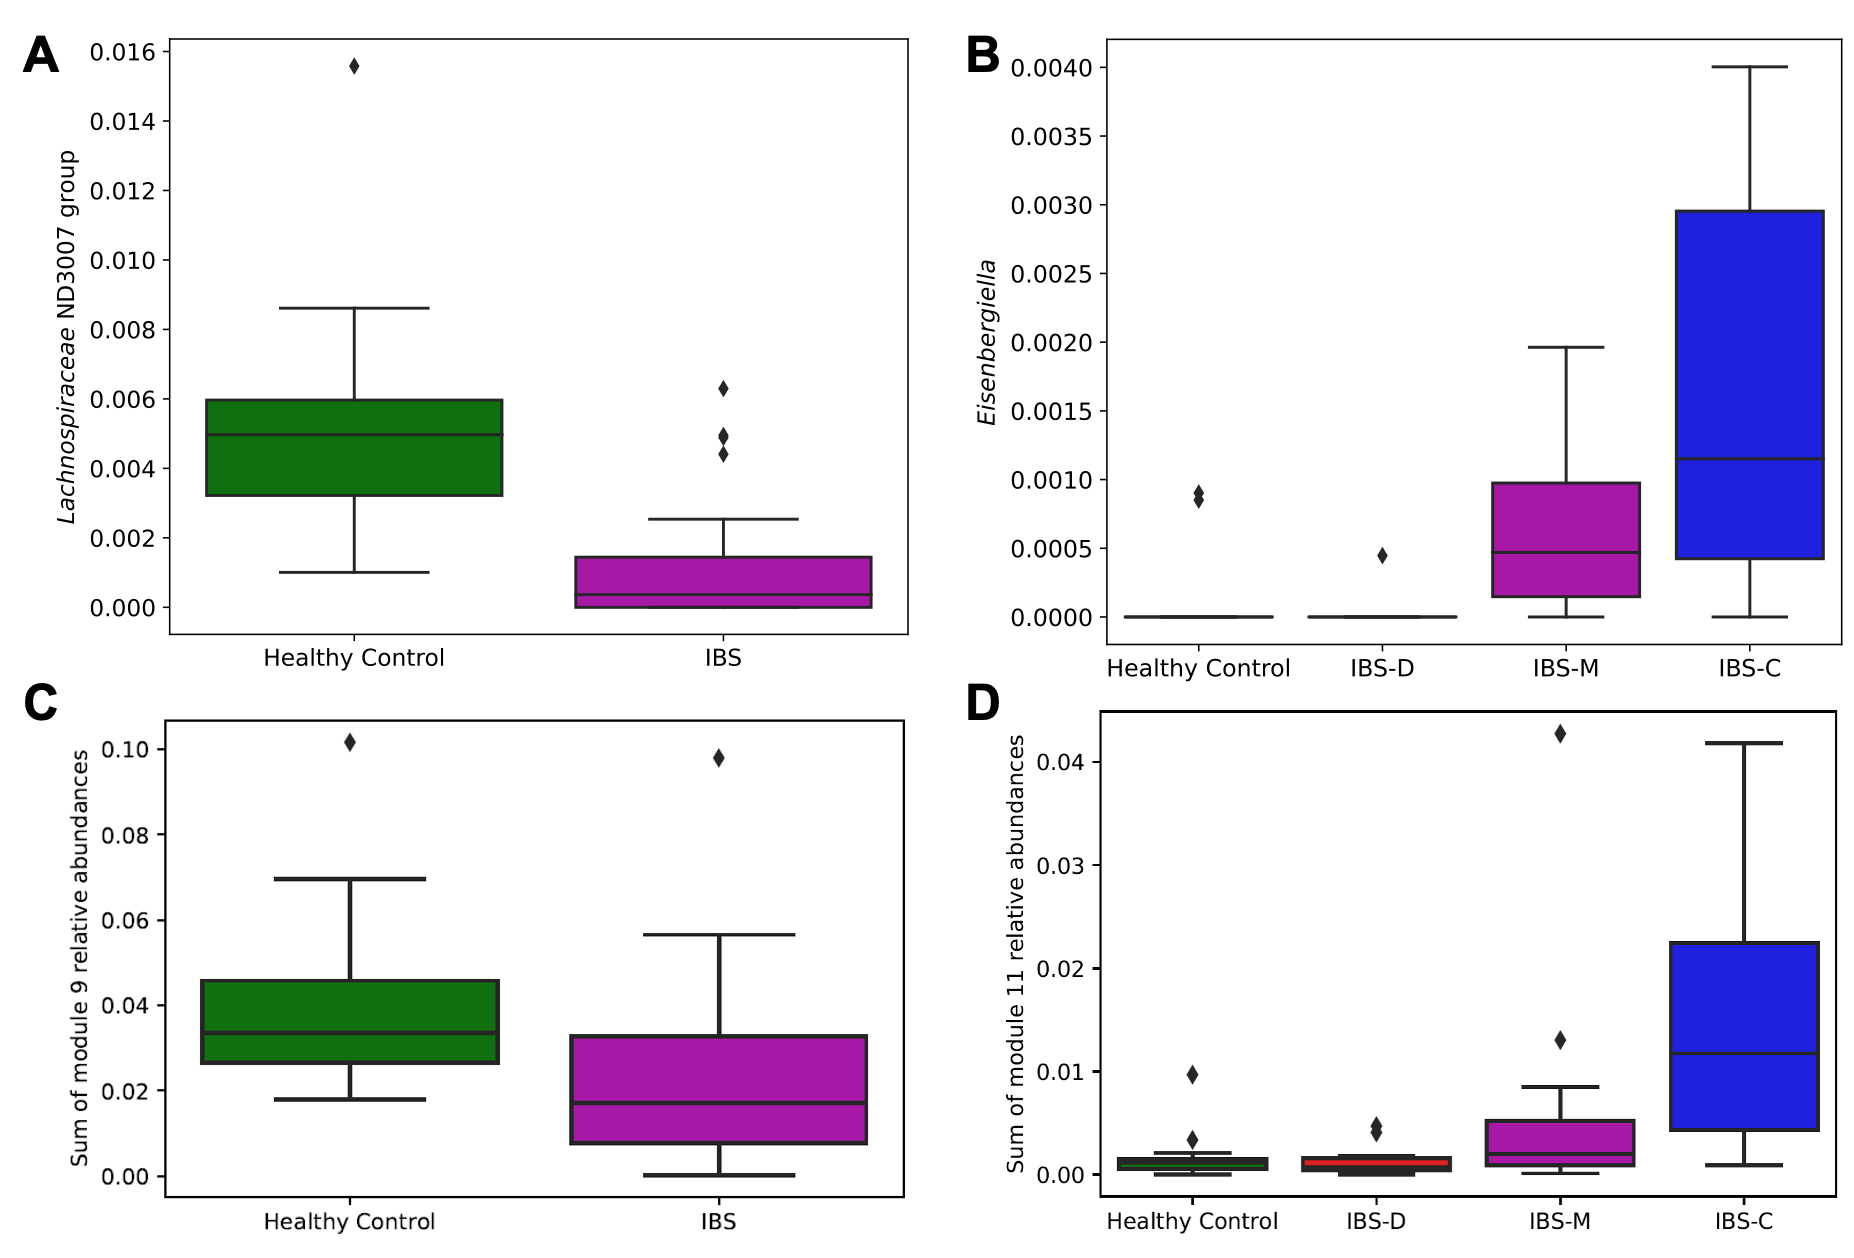 A
0.016
0.014
0.012
0.010
0.008
0.006
0.004
0.002
0.000
Lachnospiraceae ND3007 group
Healthy Control
IBS
B
0.0040
0.0035
0.0030
0.0025
0.0020
0.0015
0.0010
0.0005
0.0000
Eisenbergiella
Healthy Control
IBS-D
IBS-M
IBS-C
C
0.10
0.08
0.06
0.04
0.02
0.00
Sum of module 9 relative abundances
Healthy Control
IBS
D
0.04
0.03
0.02
0.01
0.00
Sum of module 11 relative abundances
Healthy Control
IBS-D
IBS-M
IBS-C